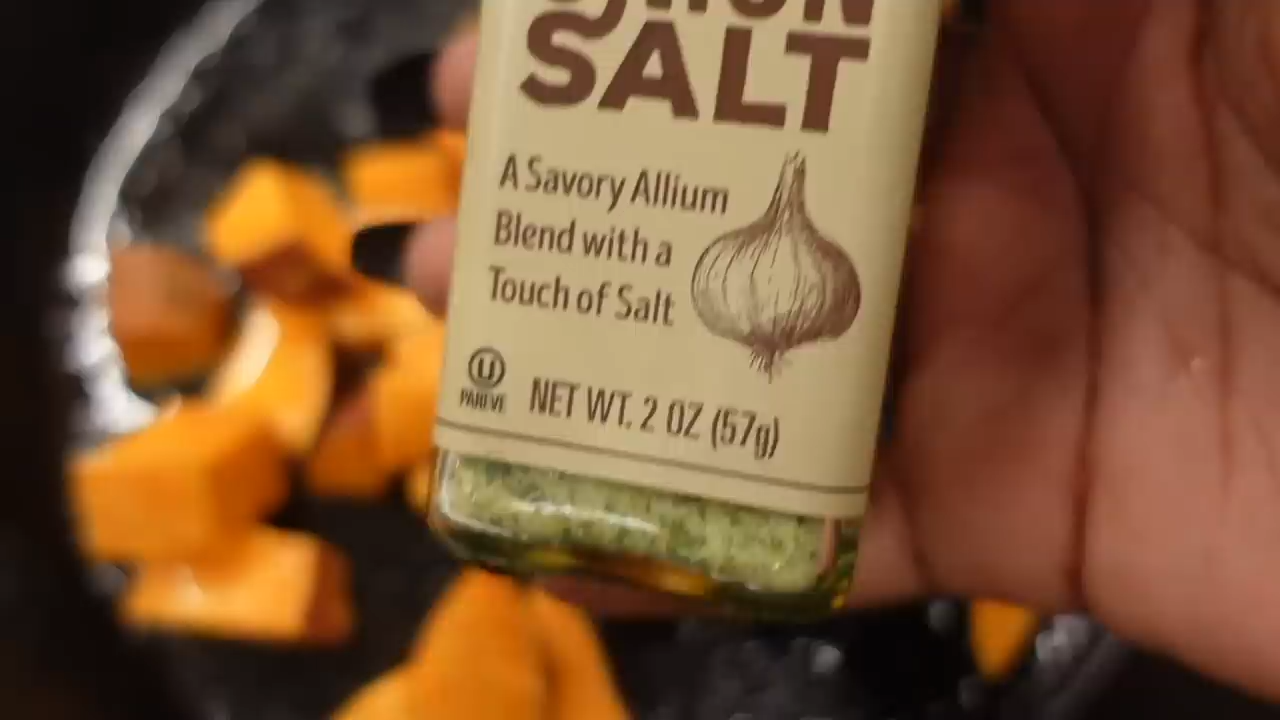 SALT
A Savory Allium
Blend with a
Touch of Salt
U
PAREVE
NET WT. 2 OZ (57g)